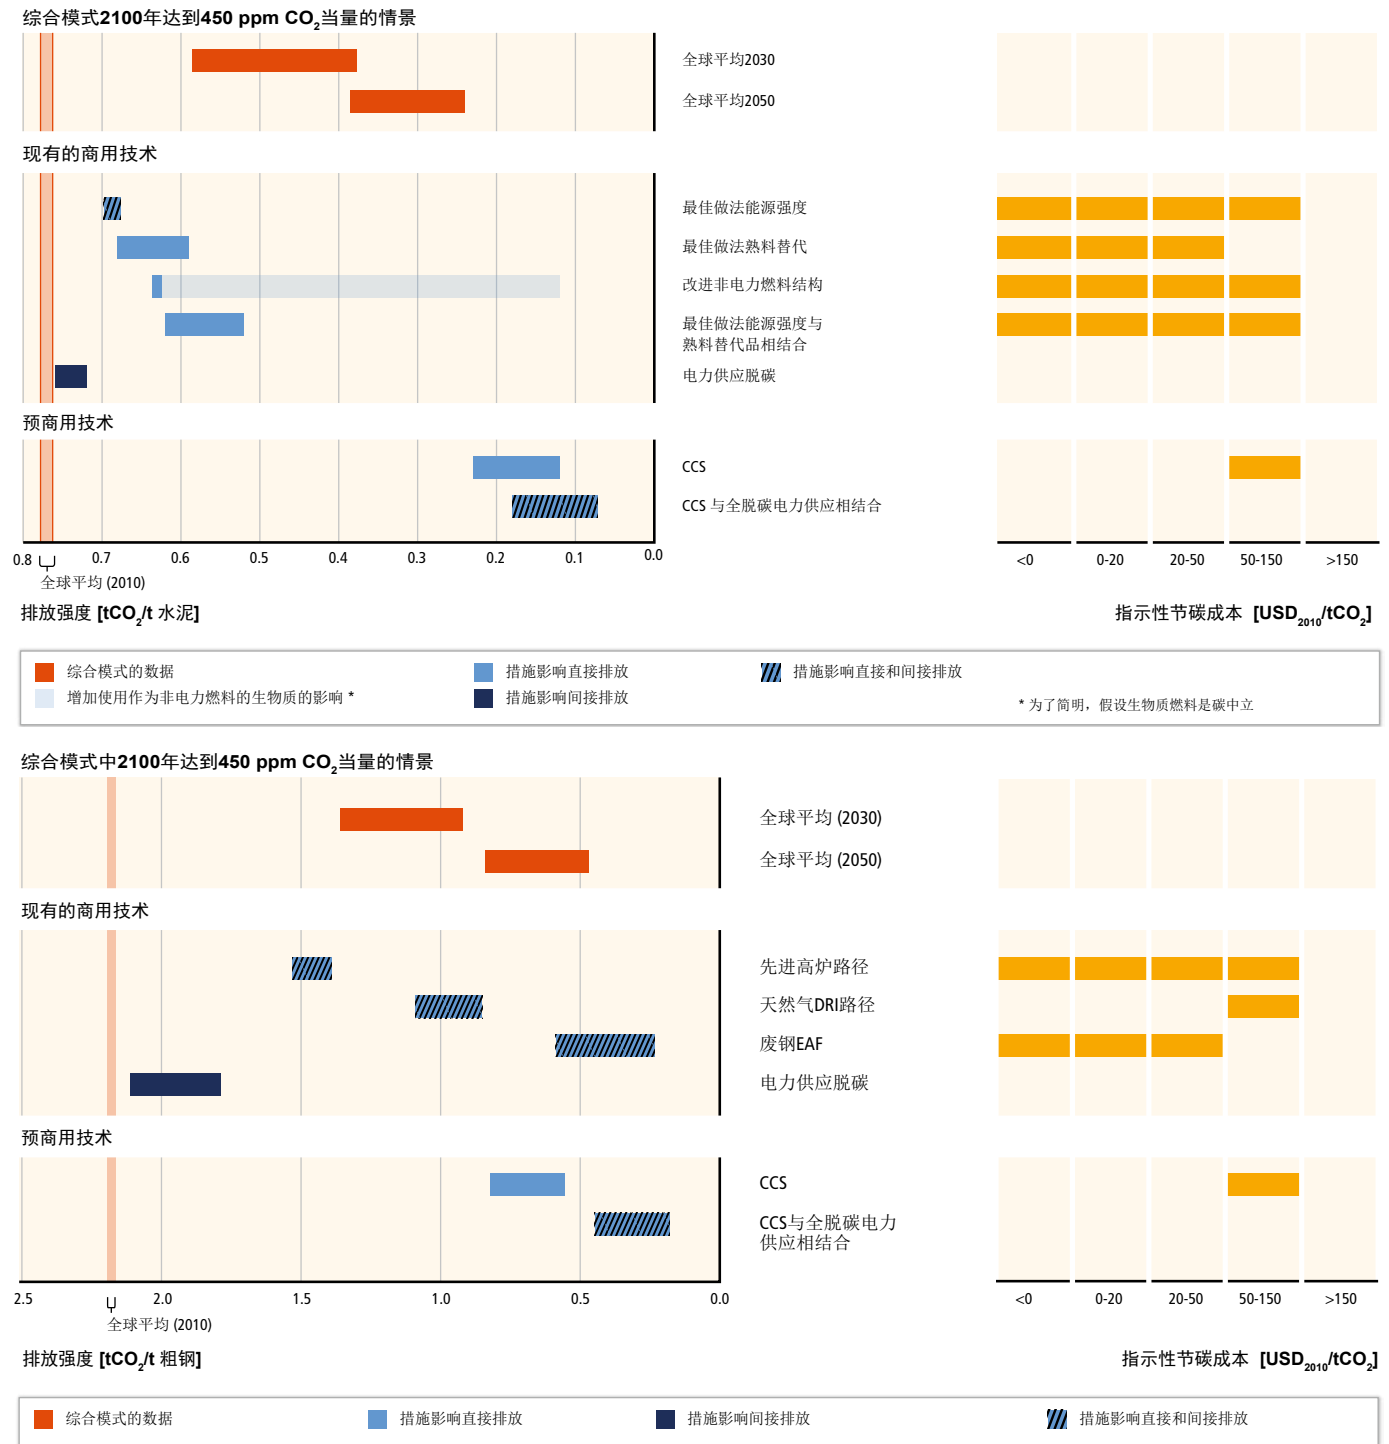 综合模式2100年达到450 ppm CO2当量的情景
全球平均2030
全球平均2050
现有的商用技术
最佳做法能源强度
最佳做法熟料替代
改进非电力燃料结构
最佳做法能源强度与
熟料替代品相结合
电力供应脱碳
预商用技术
CCS
CCS 与全脱碳电力供应相结合
0.8 0.7 0.6 0.5 0.4 0.3 0.2 0.1 0.0
<0 0-20 20-50 50-150 >150
全球平均 (2010)
排放强度 [tCO2/t 水泥]
指示性节碳成本 [USD2010/tCO2]
综合模式的数据
措施影响直接排放
措施影响直接和间接排放
增加使用作为非电力燃料的生物质的影响 *
措施影响间接排放
* 为了简明，假设生物质燃料是碳中立
综合模式中2100年达到450 ppm CO2当量的情景
全球平均 (2030)
全球平均 (2050)
现有的商用技术
先进高炉路径
天然气DRI路径
废钢EAF
电力供应脱碳
预商用技术
CCS
CCS与全脱碳电力
供应相结合
2.5 2.0 1.5 1.0 0.5 0.0
<0 0-20 20-50 50-150 >150
全球平均 (2010)
排放强度 [tCO2/t 粗钢]
指示性节碳成本 [USD2010/tCO2]
综合模式的数据
措施影响直接排放
措施影响间接排放
措施影响直接和间接排放